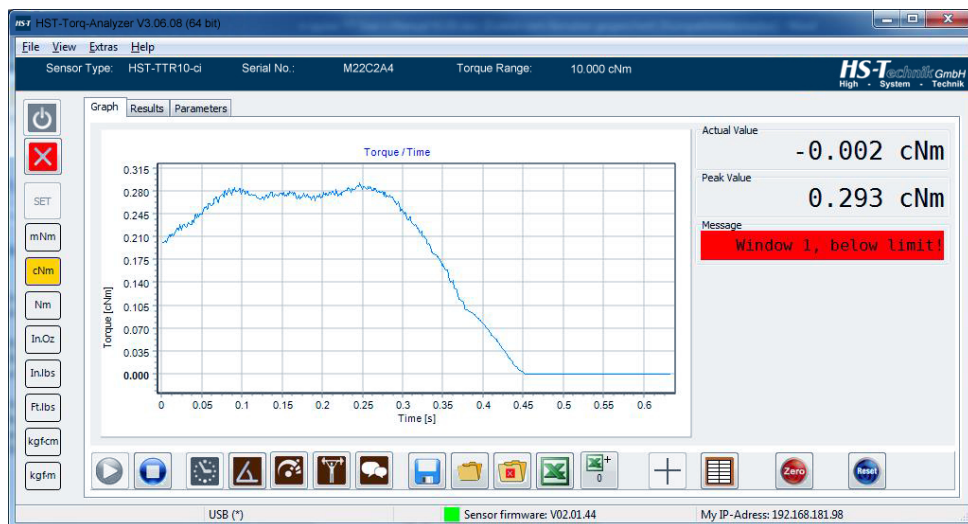 HS-T HST-Torq-Analyzer V3.06.08 (64 bit)
File View Extras Help
Sensor Type: HST-TTR10-ci Serial No.: M22C2A4 Torque Range: 10.000 cNm
HS-Technik GmbH
High - System - Technik
Graph Results Parameters
SET
mNm
cNm
Nm
In.Oz
In.lbs
Ft.lbs
kgf-cm
kgf-m
Torque / Time
0.315
0.280
0.245
0.210
0.175
0.140
0.105
0.070
0.035
0.000
Torque [cNm]
0 0.05 0.1 0.15 0.2 0.25 0.3 0.35 0.4 0.45 0.5 0.55 0.6
Time [s]
Actual Value
-0.002 cNm
Peak Value
0.293 cNm
Message
Window 1, below limit!
0
Zero
Reset
USB (*) Sensor firmware: V02.01.44 My IP-Adress: 192.168.181.98